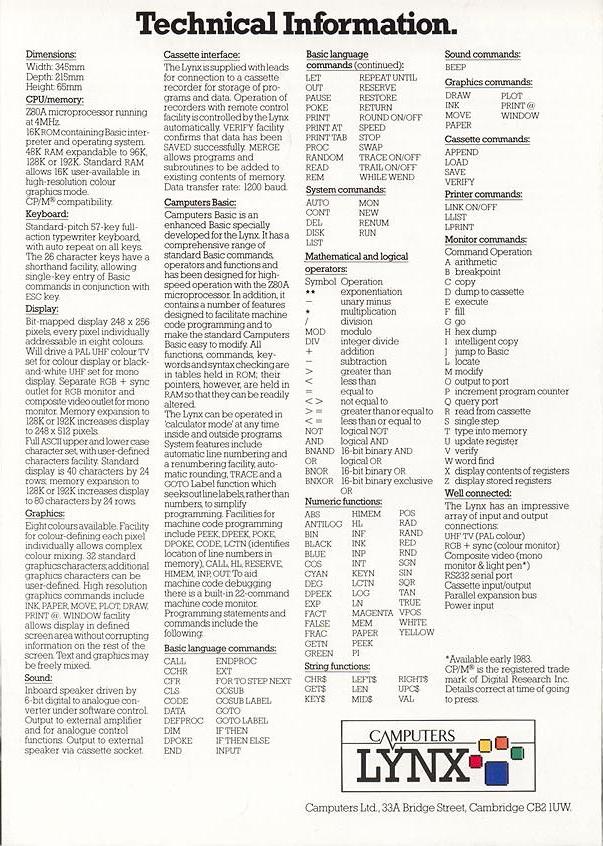 Technical Information.
Dimensions:
Width: 345mm
Depth: 215mm
Height: 65mm
CPU/memory:
Z80A microprocessor running
at 4MHz.
16K ROM containing Basic inter-
preter and operating system.
48K RAM expandable to 96K,
128K or 192K. Standard RAM
allows 16K user-available in
high-resolution colour
graphics mode.
CP/M® compatibility.
Keyboard:
Standard-pitch 57-key full-
action typewriter keyboard,
with auto repeat on all keys.
The 26 character keys have a
shorthand facility, allowing
single-key entry of Basic
commands in conjunction with
ESC key.
Display:
Bit-mapped display 248 x 256
pixels, every pixel individually
addressable in eight colours.
Will drive a PAL UHF colour TV
set for colour display or black-
and-white UHF set for mono
display. Separate RGB + sync
outlet for RGB monitor and
composite video outlet for mono
monitor. Memory expansion to
128K or 192K increases display
to 248 x 512 pixels.
Full ASCII upper and lower case
character set, with user-defined
characters facility. Standard
display is 40 characters by 24
rows; memory expansion to
128K or 192K increases display
to 80 characters by 24 rows.
Graphics:
Eight colours available. Facility
for colour-defining each pixel
individually allows complex
colour mixing. 32 standard
graphics characters; additional
graphics characters can be
user-defined. High resolution
graphics commands include
INK, PAPER, MOVE, PLOT, DRAW,
PRINT @. WINDOW facility
allows display in defined
screen area without corrupting
information on the rest of the
screen. Text and graphics may
be freely mixed.
Sound:
Inboard speaker driven by
6-bit digital to analogue con-
verter under software control.
Output to external amplifier
and for analogue control
functions. Output to external
speaker via cassette socket.
Cassette interface:
The Lynx is supplied with leads
for connection to a cassette
recorder for storage of pro-
grams and data. Operation of
recorders with remote control
facility is controlled by the Lynx
automatically. VERIFY facility
confirms that data has been
SAVED successfully. MERGE
allows programs and
subroutines to be added to
existing contents of memory.
Data transfer rate: 1200 baud.
Camputers Basic:
Camputers Basic is an
enhanced Basic specially
developed for the Lynx. It has a
comprehensive range of
standard Basic commands,
operators and functions and
has been designed for high-
speed operation with the Z80A
microprocessor. In addition, it
contains a number of features
designed to facilitate machine
code programming and to
make the standard Camputers
Basic easy to modify. All
functions, commands, key-
words and syntax checking are
in tables held in ROM; their
pointers, however, are held in
RAM so that they can be readily
altered.
The Lynx can be operated in
'calculator mode' at any time
inside and outside programs.
System features include
automatic line numbering and
a renumbering facility, auto-
matic rounding, TRACE and a
GOTO Label function which
seeks out line labels, rather than
numbers, to simplify
programming. Facilities for
machine code programming
include PEEK, DPEEK, POKE,
DPOKE, CODE, LCTN (identifies
location of line numbers in
memory), CALL, HL, RESERVE,
HIMEM, INP, OUT. To aid
machine code debugging
there is a built-in 22-command
machine code monitor.
Programming statements and
commands include the
following:
Basic language commands:
CALL ENDPROC
CCHR EXT
CFR FOR TO STEP NEXT
CLS GOSUB
CODE GOSUB LABEL
DATA GOTO
DEFPROC GOTO LABEL
DIM IF THEN
DPOKE IF THEN ELSE
END INPUT
Basic language
commands (continued):
LET REPEAT UNTIL
OUT RESERVE
PAUSE RESTORE
POKE RETURN
PRINT ROUND ON/OFF
PRINT AT SPEED
PRINT TAB STOP
PROC SWAP
RANDOM TRACE ON/OFF
READ TRAIL ON/OFF
REM WHILE WEND
System commands:
AUTO MON
CONT NEW
DEL RENUM
DISK RUN
LIST
Mathematical and logical
operators:
Symbol Operation
** exponentiation
− unary minus
* multiplication
/ division
MOD modulo
DIV integer divide
+ addition
− subtraction
> greater than
< less than
= equal to
<> not equal to
>= greater than or equal to
<= less than or equal to
NOT logical NOT
AND logical AND
BNAND 16-bit binary AND
OR logical OR
BNOR 16-bit binary OR
BNXOR 16-bit binary exclusive
OR
Numeric functions:
ABS HIMEM POS
ANTILOG HL RAD
BIN INF RAND
BLACK INK RED
BLUE INP RND
COS INT SGN
CYAN KEYN SIN
DEG LCTN SQR
DPEEK LOG TAN
EXP LN TRUE
FACT MAGENTA VPOS
FALSE MEM WHITE
FRAC PAPER YELLOW
GETN PEEK
GREEN PI
String functions:
CHR$ LEFT$ RIGHT$
GET$ LEN UPC$
KEY$ MID$ VAL
Sound commands:
BEEP
Graphics commands:
DRAW PLOT
INK PRINT @
MOVE WINDOW
PAPER
Cassette commands:
APPEND
LOAD
SAVE
VERIFY
Printer commands:
LINK ON/OFF
LLIST
LPRINT
Monitor commands:
Command Operation
A arithmetic
B breakpoint
C copy
D dump to cassette
E execute
F fill
G go
H hex dump
I intelligent copy
J jump to Basic
L locate
M modify
O output to port
P increment program counter
Q query port
R read from cassette
S single step
T type into memory
U update register
V verify
W word find
X display contents of registers
Z display stored registers
Well connected:
The Lynx has an impressive
array of input and output
connections:
UHF TV (PAL colour)
RGB + sync (colour monitor)
Composite video (mono
monitor & light pen*)
RS232 serial port
Cassette input/output
Parallel expansion bus
Power input
*Available early 1983.
CP/M® is the registered trade
mark of Digital Research Inc.
Details correct at time of going
to press.
CAMPUTERS
LYNX
Camputers Ltd., 33A Bridge Street, Cambridge CB2 1UW.